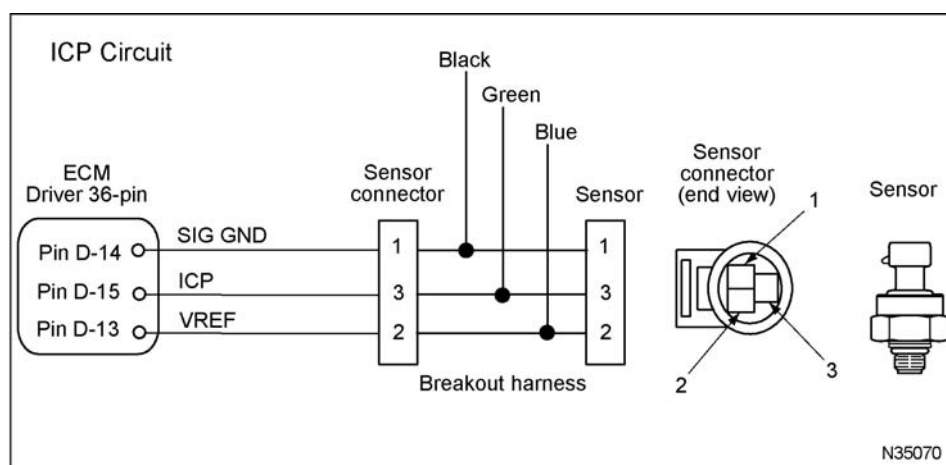 ICP Circuit
Black
Green
Blue
ECM
Driver 36-pin
Pin D-14
Pin D-15
Pin D-13
SIG GND
ICP
VREF
Sensor
connector
1
3
2
Breakout harness
Sensor
1
3
2
Sensor
connector
(end view)
1
2
3
Sensor
N35070